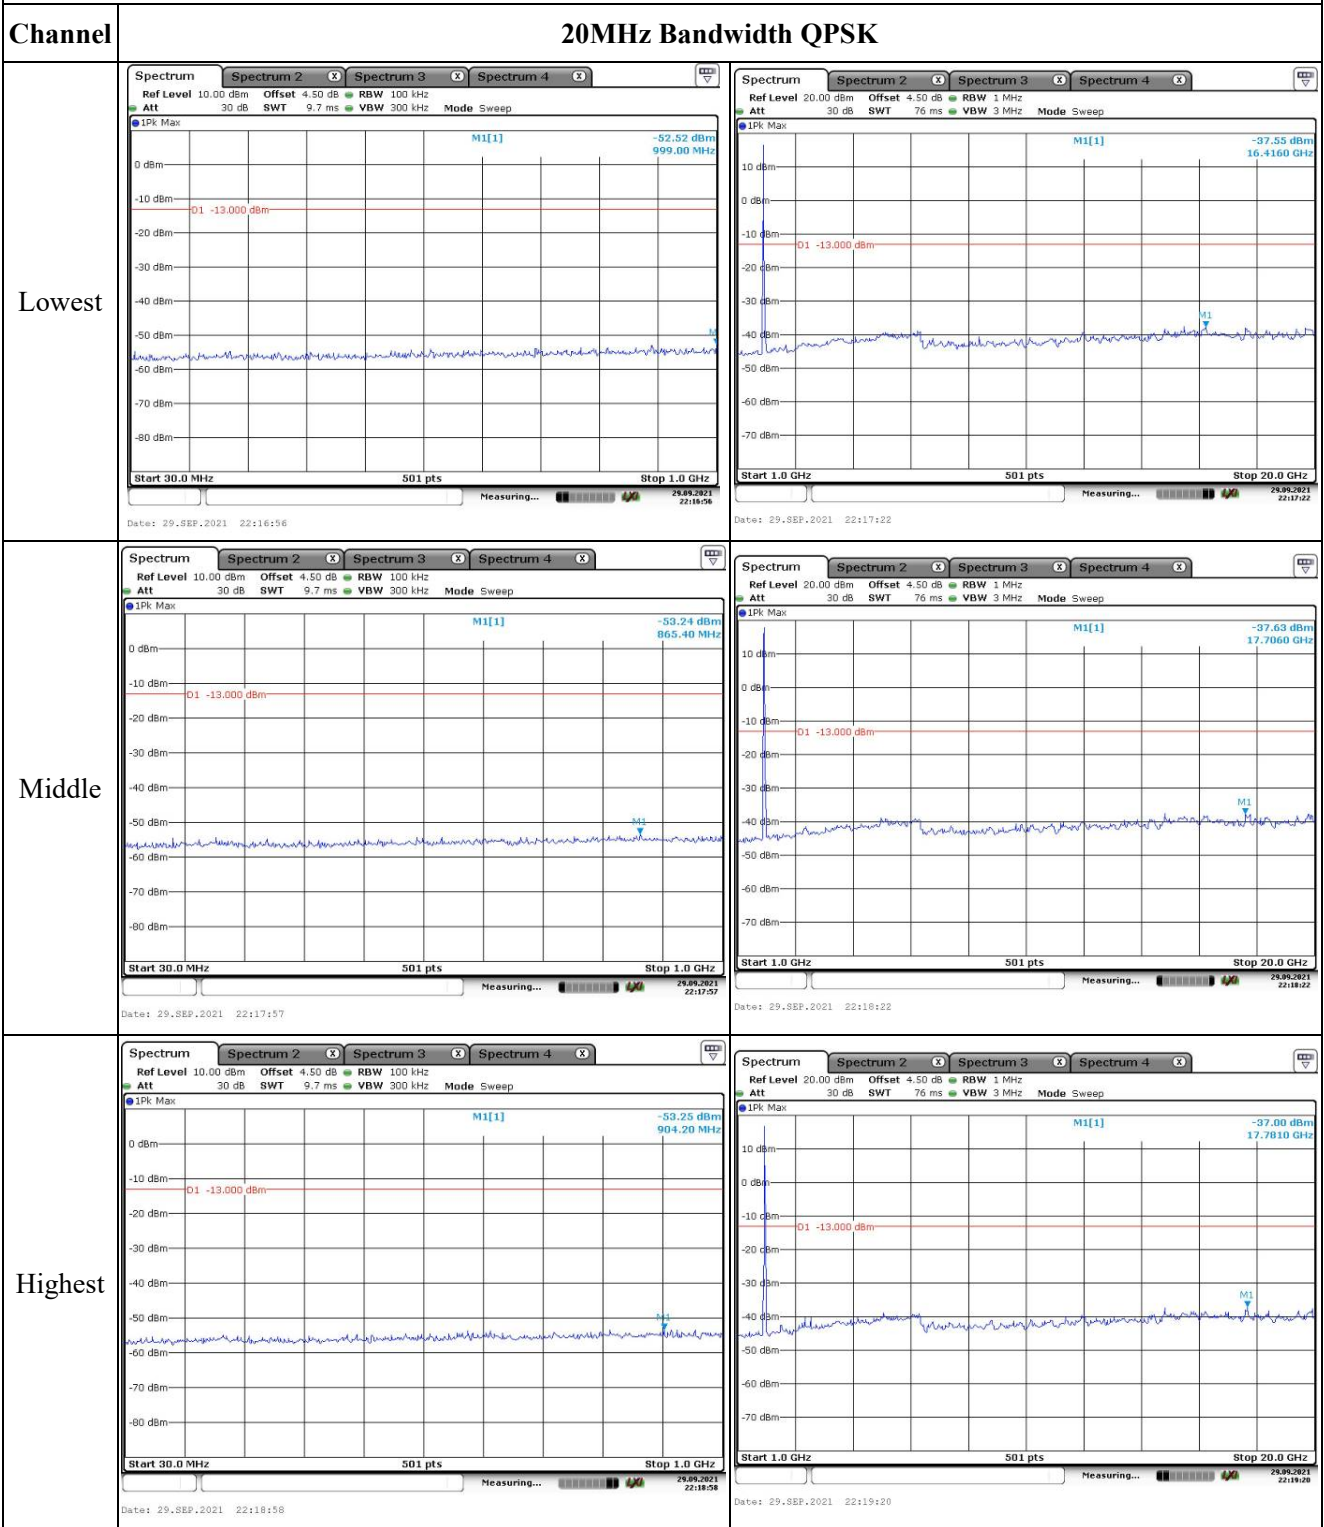 Channel 20MHz Bandwidth QPSK
Lowest
Spectrum Spectrum 2 X Spectrum 3 X Spectrum 4 X
Ref Level 10.00 dBm Offset 4.50 dB RBW 100 kHz
Att 30 dB SWT 9.7 ms VBW 300 kHz Mode Sweep
1Pk Max
M1[1] -52.52 dBm
999.00 MHz
0 dBm
-10 dBm
D1 -13.000 dBm
-20 dBm
-30 dBm
-40 dBm
-50 dBm
M
-60 dBm
-70 dBm
-80 dBm
Start 30.0 MHz 501 pts Stop 1.0 GHz
Measuring... 29.09.2021
22:16:56
Date: 29.SEP.2021 22:16:56
Spectrum Spectrum 2 X Spectrum 3 X Spectrum 4 X
Ref Level 20.00 dBm Offset 4.50 dB RBW 1 MHz
Att 30 dB SWT 76 ms VBW 3 MHz Mode Sweep
1Pk Max
M1[1] -37.55 dBm
16.4160 GHz
10 dBm
0 dBm
-10 dBm
D1 -13.000 dBm
-20 dBm
-30 dBm
M1
-40 dBm
-50 dBm
-60 dBm
-70 dBm
Start 1.0 GHz 501 pts Stop 20.0 GHz
Measuring... 29.09.2021
22:17:22
Date: 29.SEP.2021 22:17:22
Middle
Spectrum Spectrum 2 X Spectrum 3 X Spectrum 4 X
Ref Level 10.00 dBm Offset 4.50 dB RBW 100 kHz
Att 30 dB SWT 9.7 ms VBW 300 kHz Mode Sweep
1Pk Max
M1[1] -53.24 dBm
865.40 MHz
0 dBm
-10 dBm
D1 -13.000 dBm
-20 dBm
-30 dBm
-40 dBm
-50 dBm
M1
-60 dBm
-70 dBm
-80 dBm
Start 30.0 MHz 501 pts Stop 1.0 GHz
Measuring... 29.09.2021
22:17:57
Date: 29.SEP.2021 22:17:57
Spectrum Spectrum 2 X Spectrum 3 X Spectrum 4 X
Ref Level 20.00 dBm Offset 4.50 dB RBW 1 MHz
Att 30 dB SWT 76 ms VBW 3 MHz Mode Sweep
1Pk Max
M1[1] -37.63 dBm
17.7060 GHz
10 dBm
0 dBm
-10 dBm
D1 -13.000 dBm
-20 dBm
-30 dBm
M1
-40 dBm
-50 dBm
-60 dBm
-70 dBm
Start 1.0 GHz 501 pts Stop 20.0 GHz
Measuring... 29.09.2021
22:18:22
Date: 29.SEP.2021 22:18:22
Highest
Spectrum Spectrum 2 X Spectrum 3 X Spectrum 4 X
Ref Level 10.00 dBm Offset 4.50 dB RBW 100 kHz
Att 30 dB SWT 9.7 ms VBW 300 kHz Mode Sweep
1Pk Max
M1[1] -53.25 dBm
904.20 MHz
0 dBm
-10 dBm
D1 -13.000 dBm
-20 dBm
-30 dBm
-40 dBm
-50 dBm
M1
-60 dBm
-70 dBm
-80 dBm
Start 30.0 MHz 501 pts Stop 1.0 GHz
Measuring... 29.09.2021
22:18:58
Date: 29.SEP.2021 22:18:58
Spectrum Spectrum 2 X Spectrum 3 X Spectrum 4 X
Ref Level 20.00 dBm Offset 4.50 dB RBW 1 MHz
Att 30 dB SWT 76 ms VBW 3 MHz Mode Sweep
1Pk Max
M1[1] -37.00 dBm
17.7810 GHz
10 dBm
0 dBm
-10 dBm
D1 -13.000 dBm
-20 dBm
-30 dBm
M1
-40 dBm
-50 dBm
-60 dBm
-70 dBm
Start 1.0 GHz 501 pts Stop 20.0 GHz
Measuring... 29.09.2021
22:19:20
Date: 29.SEP.2021 22:19:20